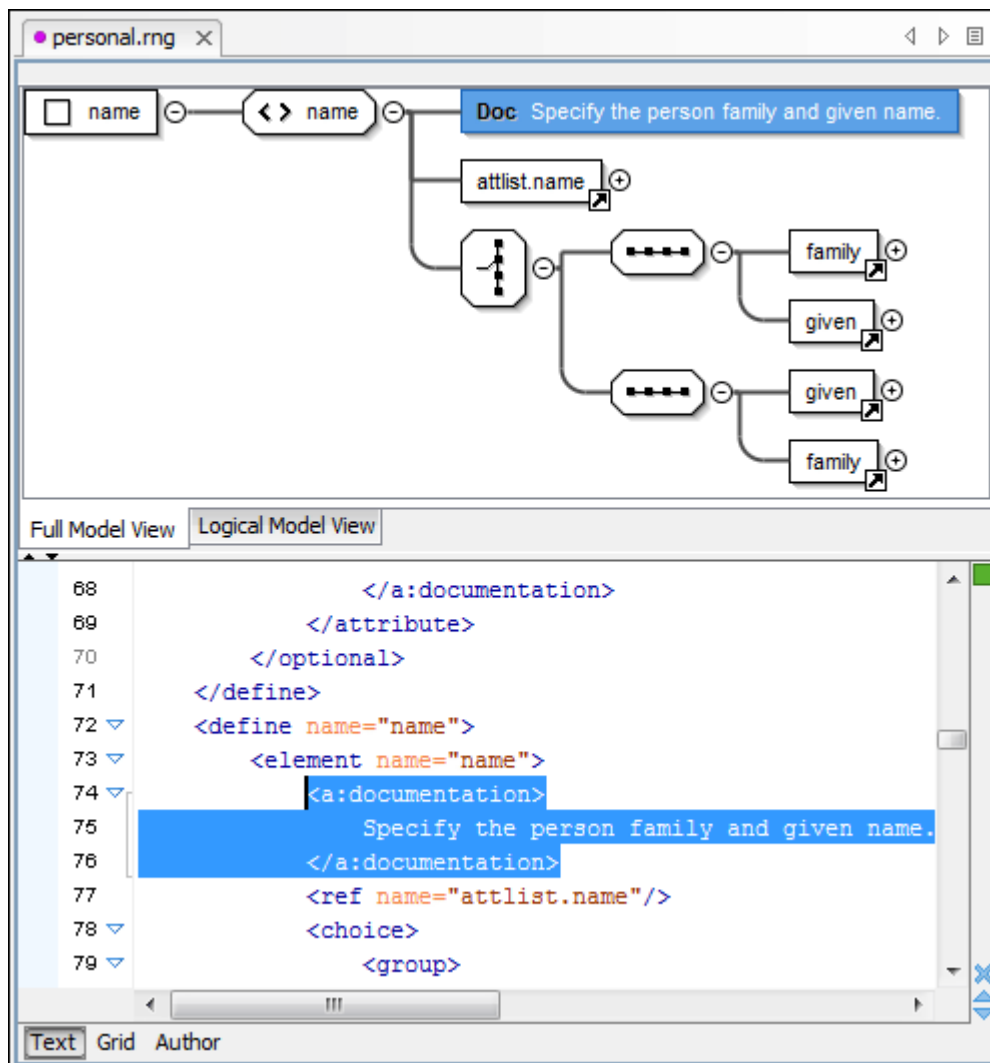 personal.rng
name
name
Doc Specify the person family and given name.
attlist.name
family
given
given
family
Full Model View
Logical Model View
68 </a:documentation>
69 </attribute>
70 </optional>
71 </define>
72 <define name="name">
73 <element name="name">
74 <a:documentation>
75 Specify the person family and given name.
76 </a:documentation>
77 <ref name="attlist.name"/>
78 <choice>
79 <group>
Text Grid Author